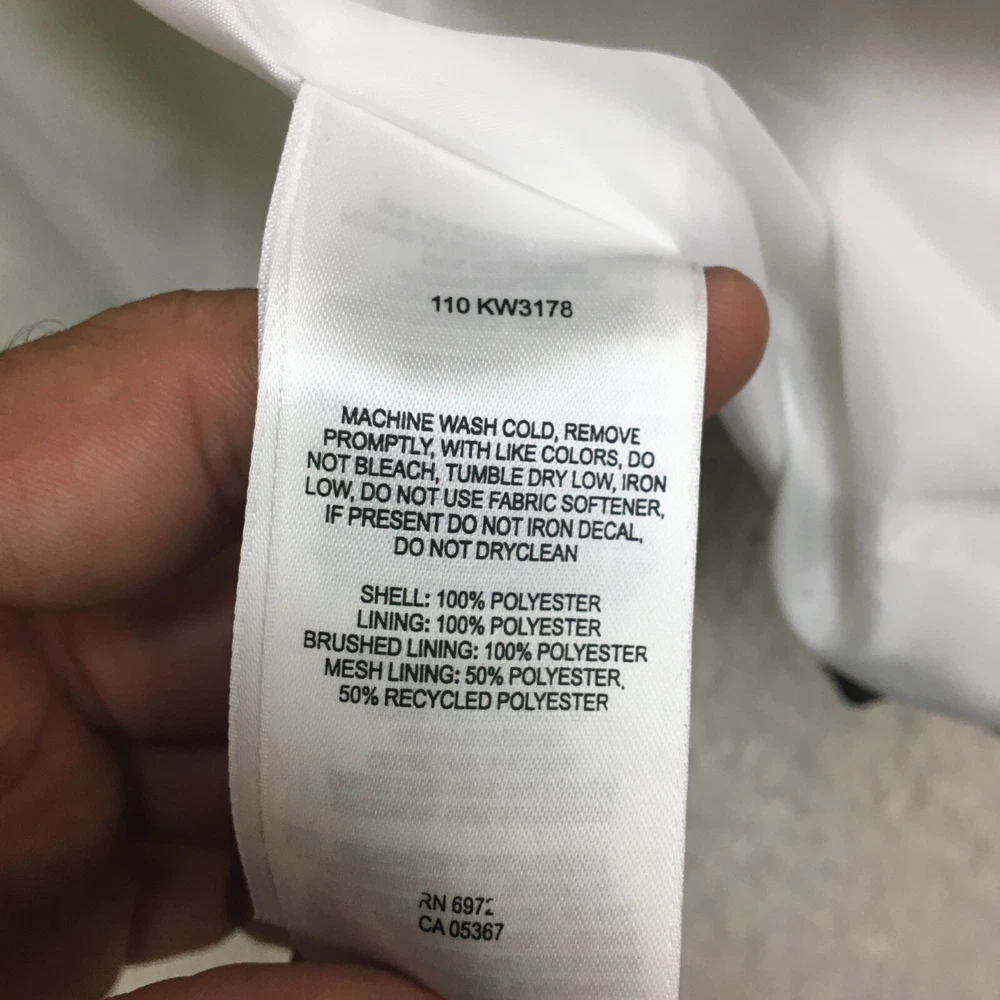 110 KW3178
MACHINE WASH COLD, REMOVE
PROMPTLY, WITH LIKE COLORS, DO
NOT BLEACH, TUMBLE DRY LOW, IRON
LOW, DO NOT USE FABRIC SOFTENER,
IF PRESENT DO NOT IRON DECAL,
DO NOT DRYCLEAN
SHELL: 100% POLYESTER
LINING: 100% POLYESTER
BRUSHED LINING: 100% POLYESTER
MESH LINING: 50% POLYESTER,
50% RECYCLED POLYESTER
RN
CA 05367